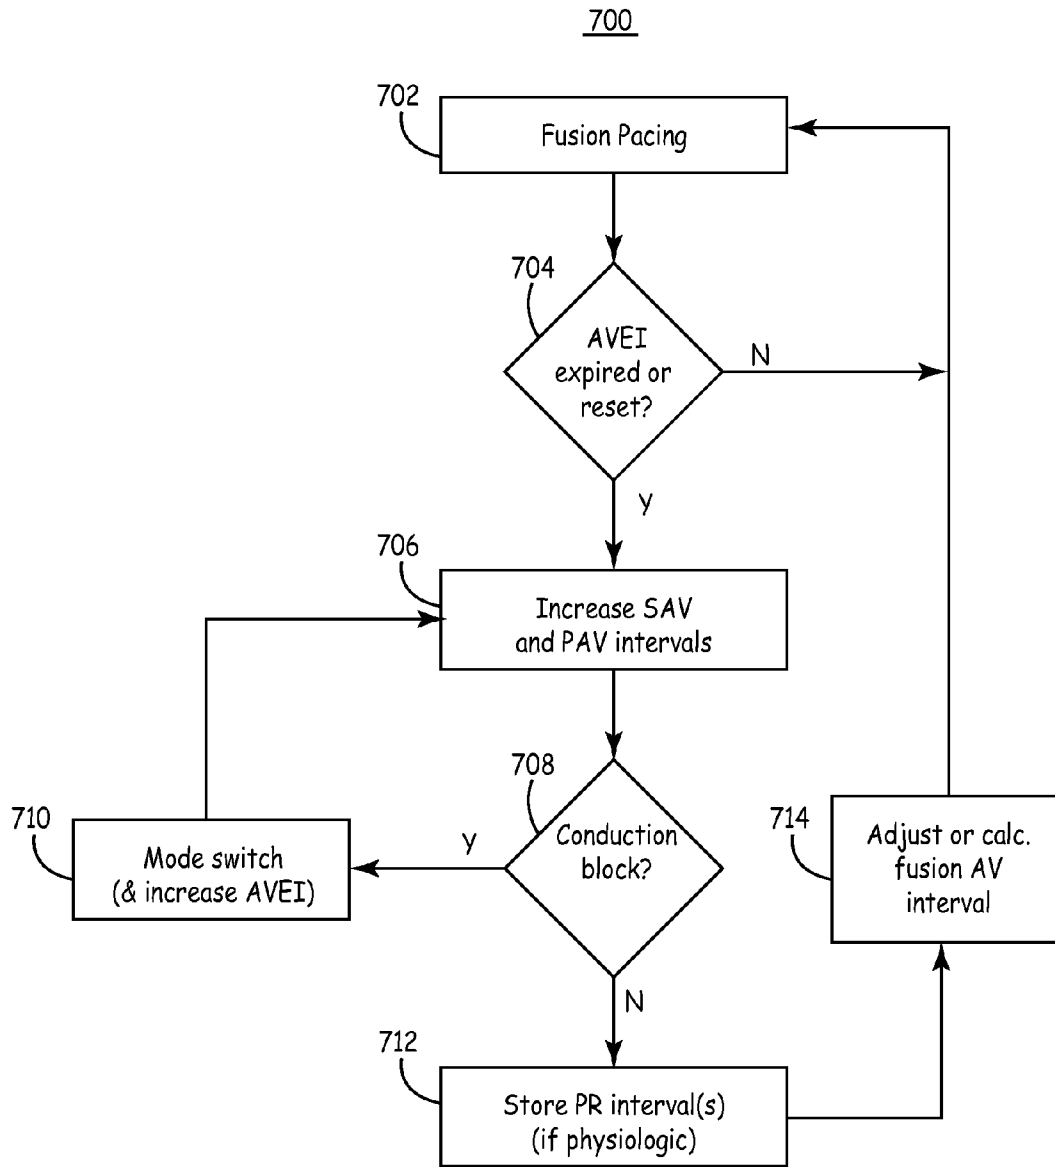 700
702
Fusion Pacing
704
AVEI
expired or
reset?
N
Y
706
Increase SAV
and PAV intervals
708
Conduction
block?
Y
710
Mode switch
(& increase AVEI)
714
Adjust or calc.
fusion AV
interval
N
712
Store PR interval(s)
(if physiologic)